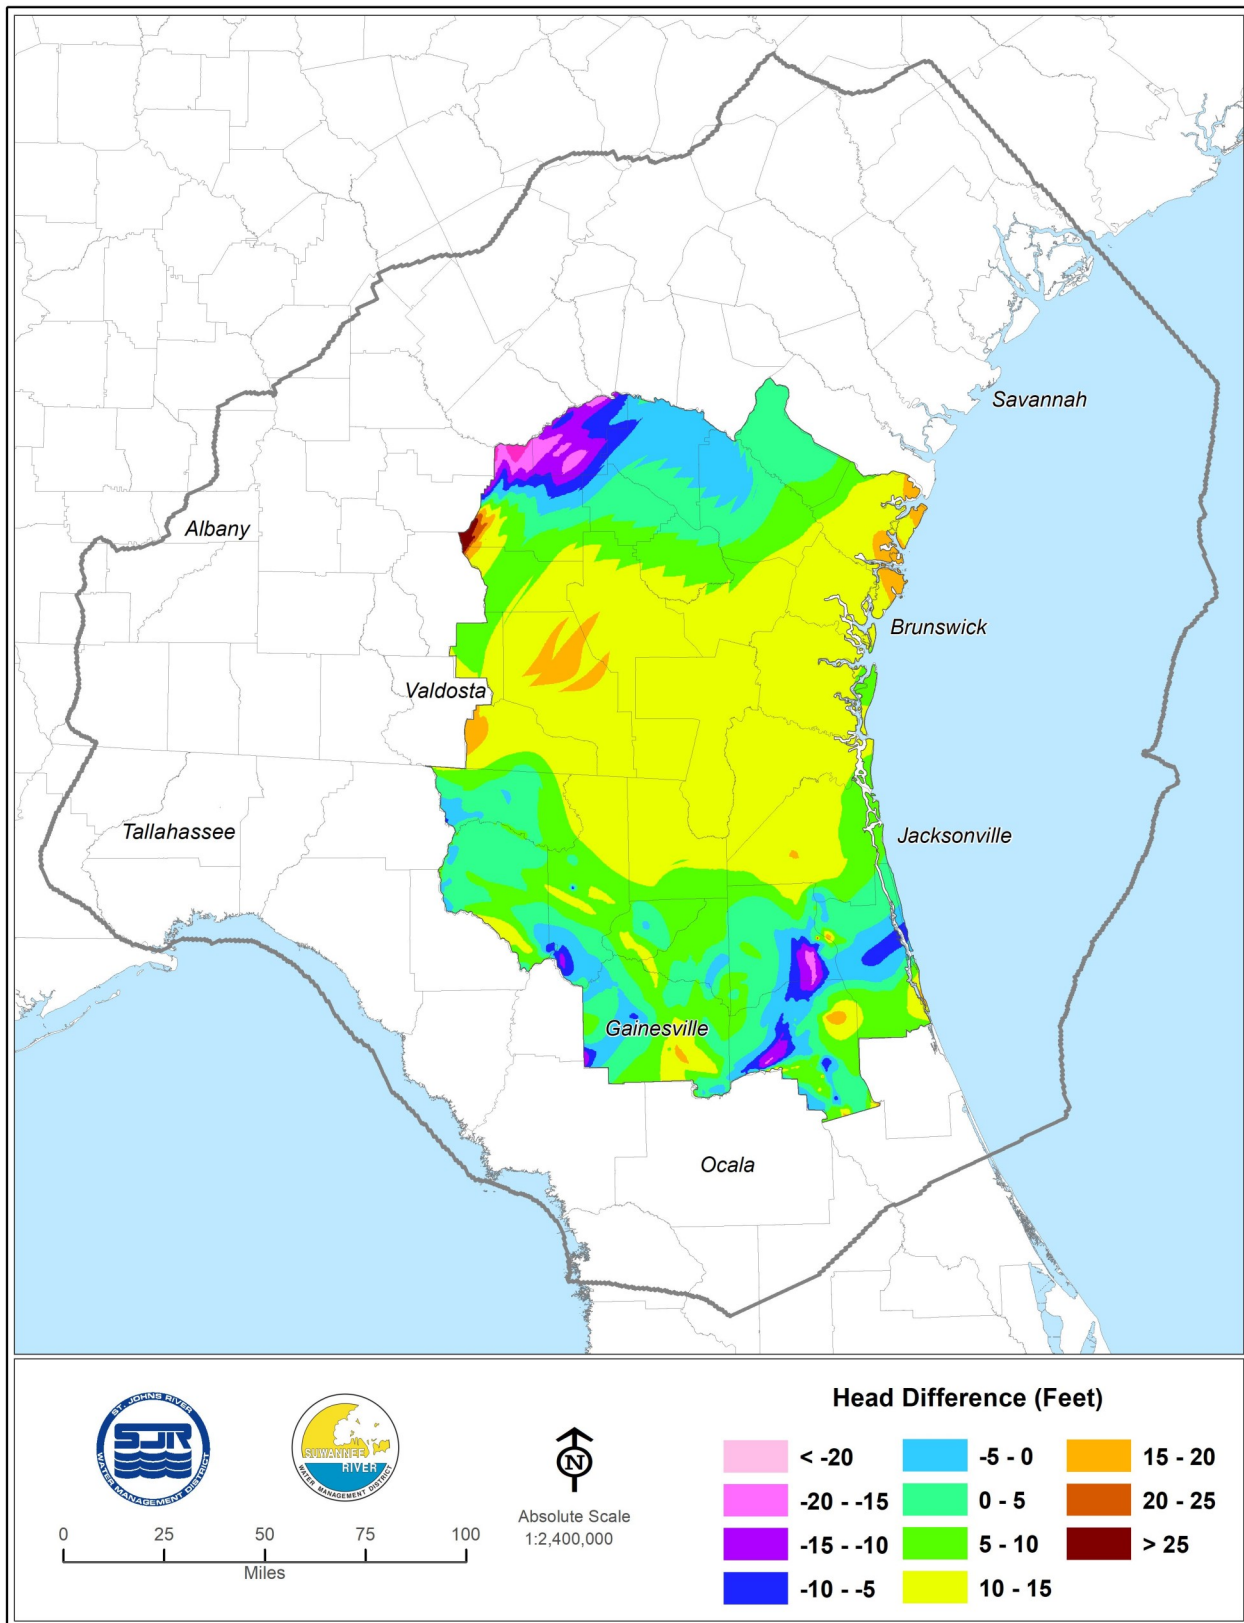 Savannah
Albany
Brunswick
Valdosta
Tallahassee
Jacksonville
Gainesville
Ocala
ST. JOHNS RIVER
SJR
WATER MANAGEMENT DISTRICT
SUWANNEE
RIVER
WATER MANAGEMENT DISTRICT
N
Absolute Scale
1:2,400,000
0 25 50 75 100
Miles
Head Difference (Feet)
< -20 -5 - 0 15 - 20
-20 - -15 0 - 5 20 - 25
-15 - -10 5 - 10 > 25
-10 - -5 10 - 15